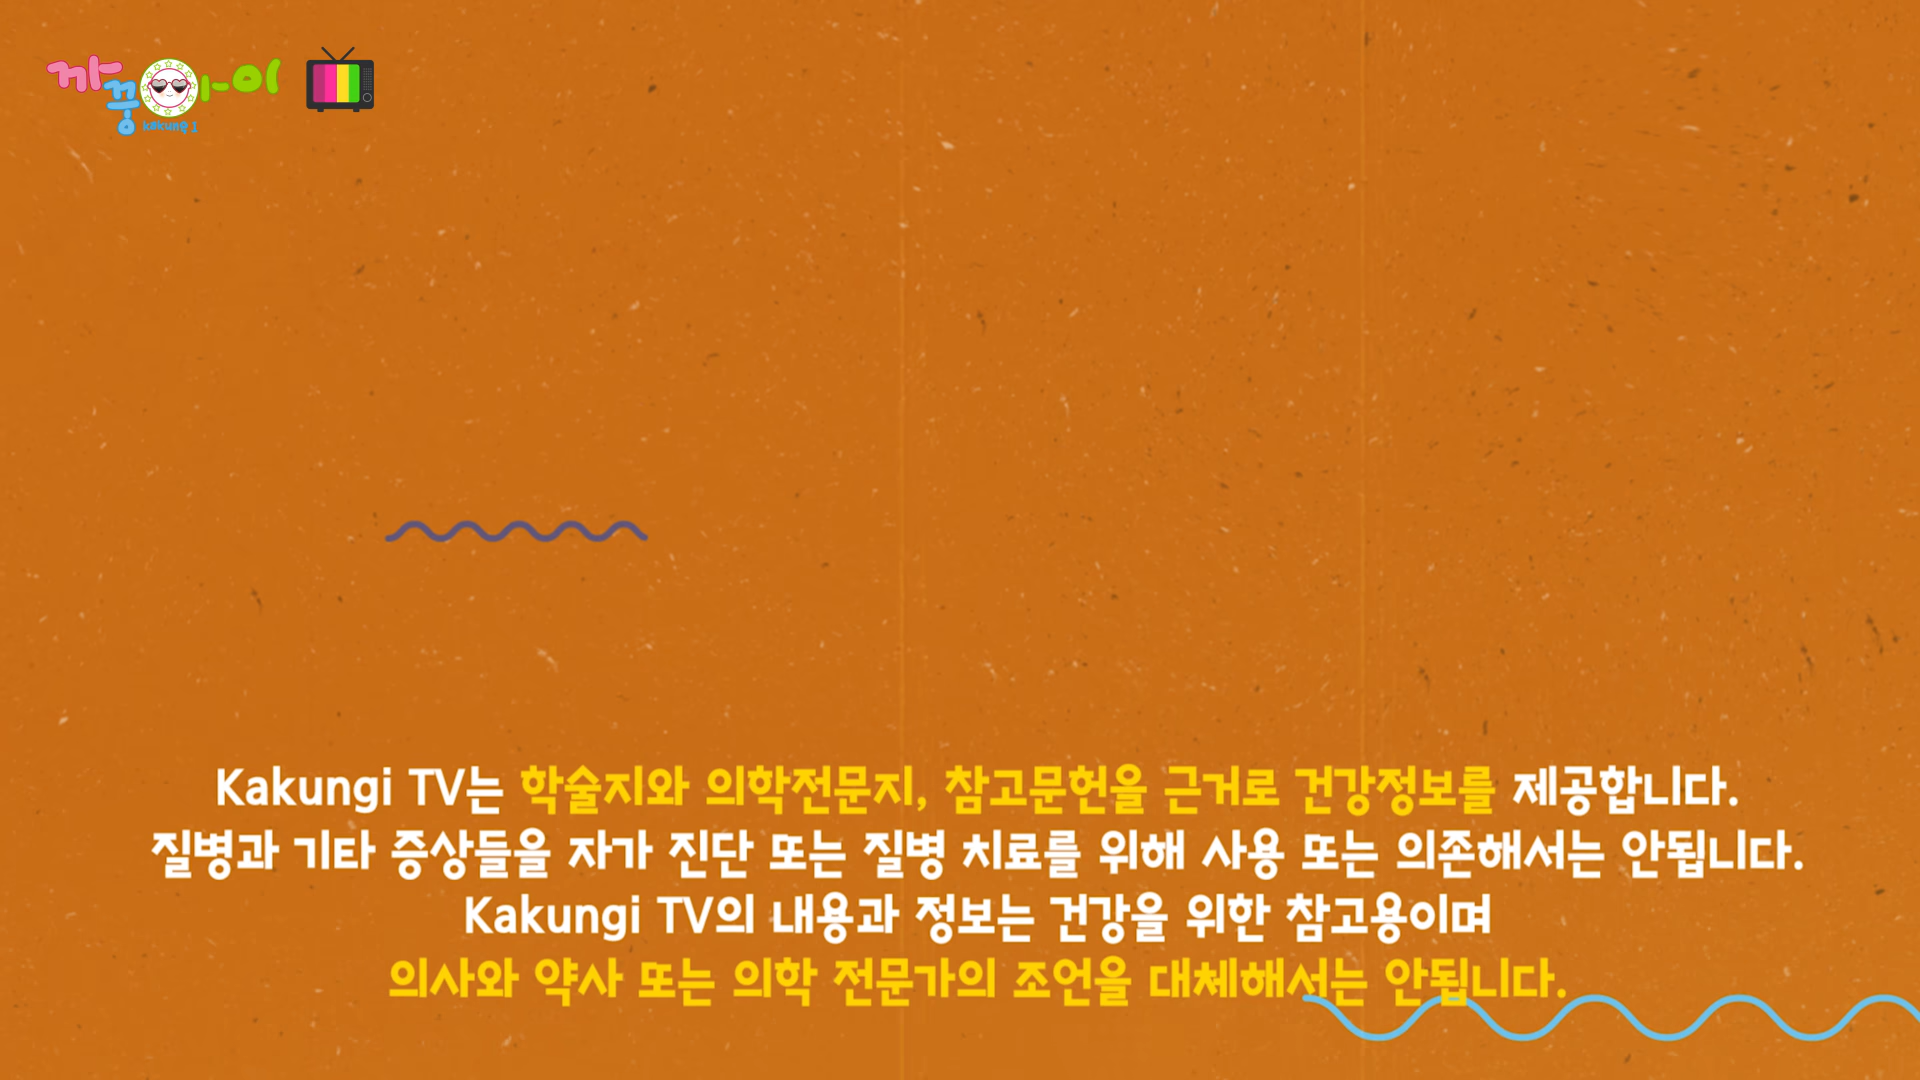 까꿍아이
kakung i
Kakungi TV는 학술지와 의학전문지, 참고문헌을 근거로 건강정보를 제공합니다.
질병과 기타 증상들을 자가 진단 또는 질병 치료를 위해 사용 또는 의존해서는 안됩니다.
Kakungi TV의 내용과 정보는 건강을 위한 참고용이며
의사와 약사 또는 의학 전문가의 조언을 대체해서는 안됩니다.